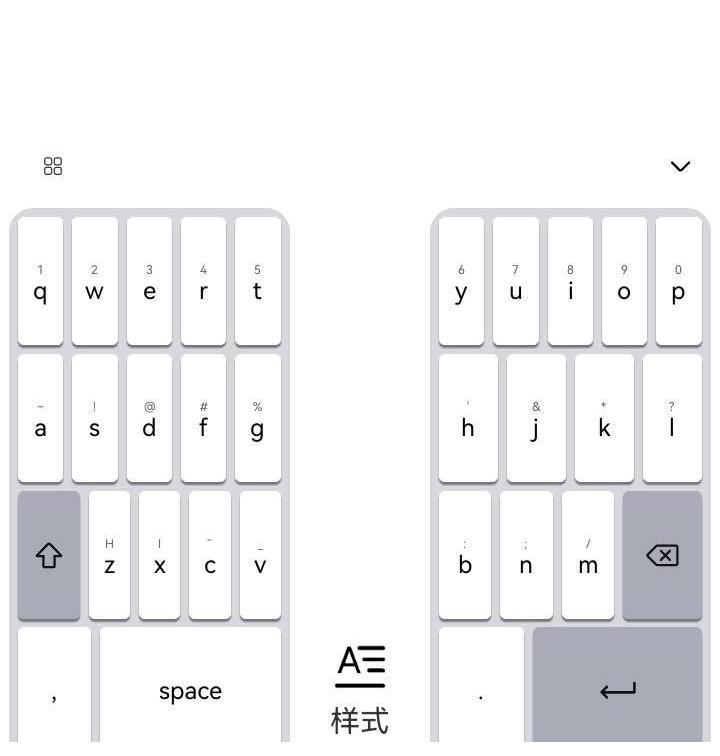 1 2 3 4 5 6 7 8 9 0
q w e r t y u i o p
~ ! @ # % ' & * ?
a s d f g h j k l
H I - _ : ; /
z x c v b n m
, space .
样式